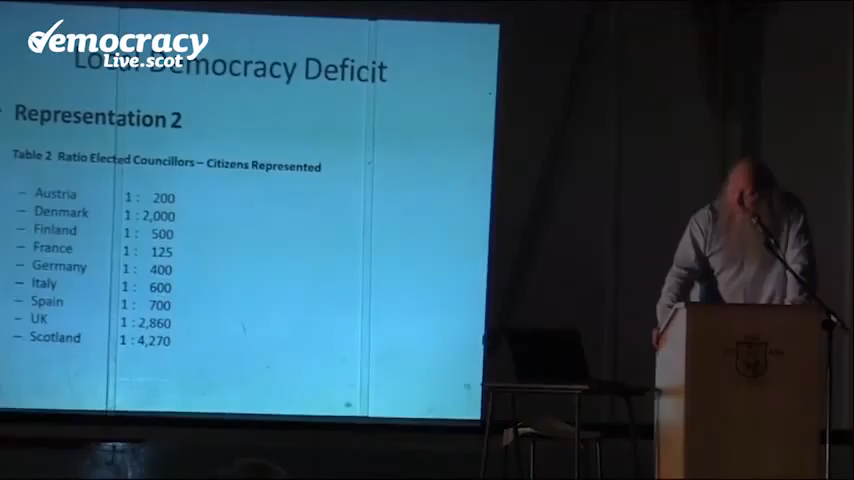 democracy
Live.scot
Local Democracy Deficit
Representation 2
Table 2 Ratio Elected Councillors – Citizens Represented
– Austria 1 : 200
– Denmark 1 : 2,000
– Finland 1 : 500
– France 1 : 125
– Germany 1 : 400
– Italy 1 : 600
– Spain 1 : 700
– UK 1 : 2,860
– Scotland 1 : 4,270